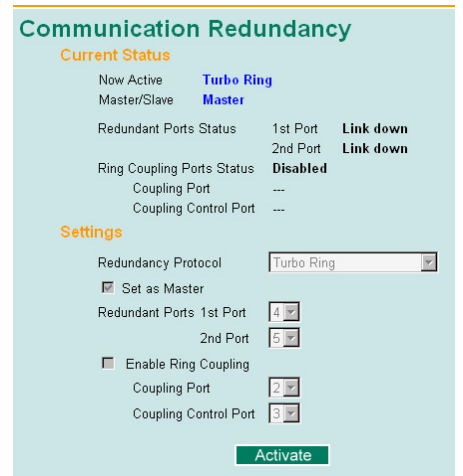 Communication Redundancy
Current Status
Now Active Turbo Ring
Master/Slave Master
Redundant Ports Status 1st Port Link down
2nd Port Link down
Ring Coupling Ports Status Disabled
Coupling Port ---
Coupling Control Port ---
Settings
Redundancy Protocol Turbo Ring
Set as Master
Redundant Ports 1st Port 4
2nd Port 5
Enable Ring Coupling
Coupling Port 2
Coupling Control Port 3
Activate